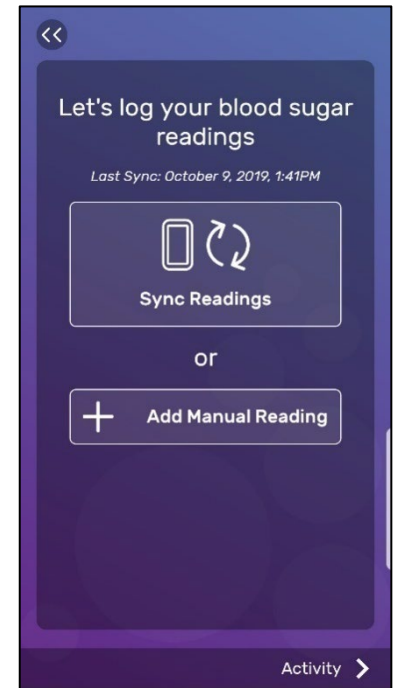 Let's log your blood sugar
readings
Last Sync: October 9, 2019, 1:41PM
Sync Readings
or
Add Manual Reading
Activity